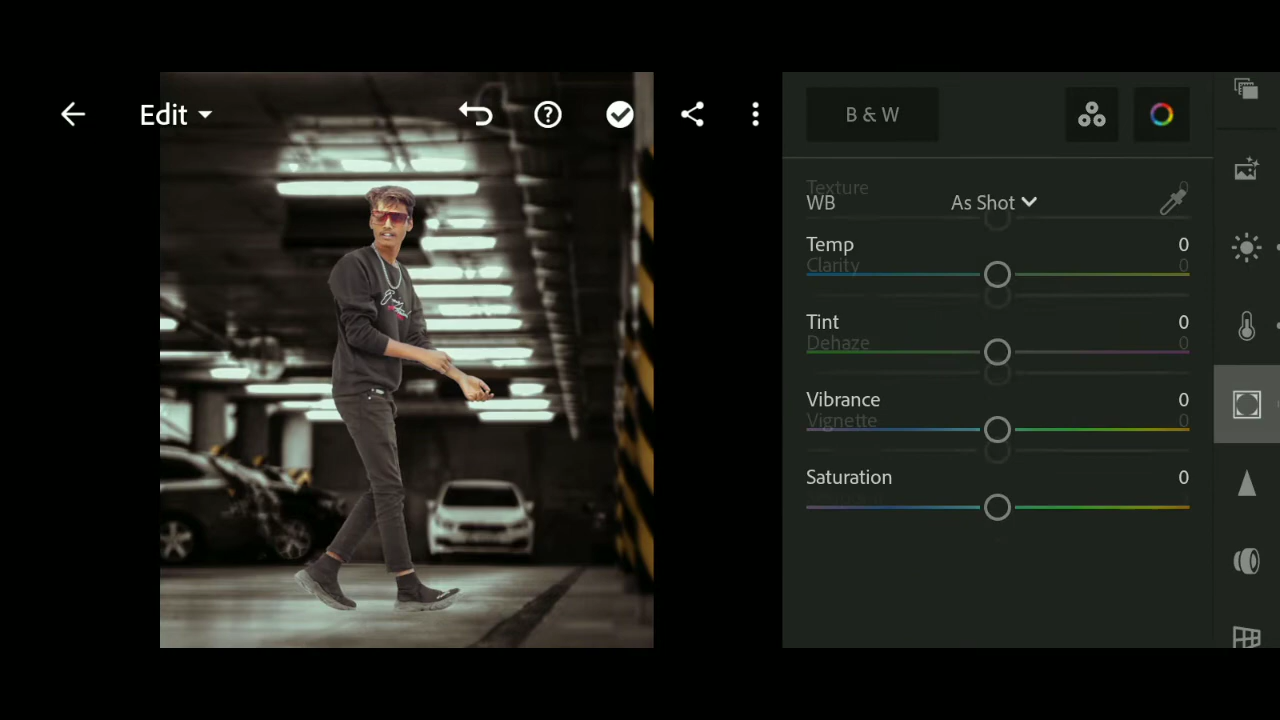 Edit
B & W
Texture 0
WB As Shot
Temp 0
Clarity 0
Tint 0
Dehaze 0
Vibrance 0
Vignette 0
Saturation 0